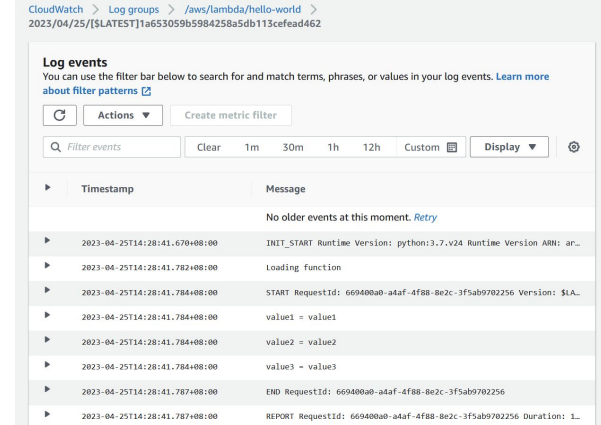 CloudWatch > Log groups > /aws/lambda/hello-world >
2023/04/25/[$LATEST]1a653059b5984258a5db113cefead462
Log events
You can use the filter bar below to search for and match terms, phrases, or values in your log events. Learn more
about filter patterns
Actions ▼ Create metric filter
Filter events Clear 1m 30m 1h 12h Custom Display ▼
Timestamp Message
No older events at this moment. Retry
2023-04-25T14:28:41.670+08:00 INIT_START Runtime Version: python:3.7.v24 Runtime Version ARN: ar…
2023-04-25T14:28:41.782+08:00 Loading function
2023-04-25T14:28:41.784+08:00 START RequestId: 669400a0-a4af-4f88-8e2c-3f5ab9702256 Version: $LA…
2023-04-25T14:28:41.784+08:00 value1 = value1
2023-04-25T14:28:41.784+08:00 value2 = value2
2023-04-25T14:28:41.784+08:00 value3 = value3
2023-04-25T14:28:41.787+08:00 END RequestId: 669400a0-a4af-4f88-8e2c-3f5ab9702256
2023-04-25T14:28:41.787+08:00 REPORT RequestId: 669400a0-a4af-4f88-8e2c-3f5ab9702256 Duration: 1…